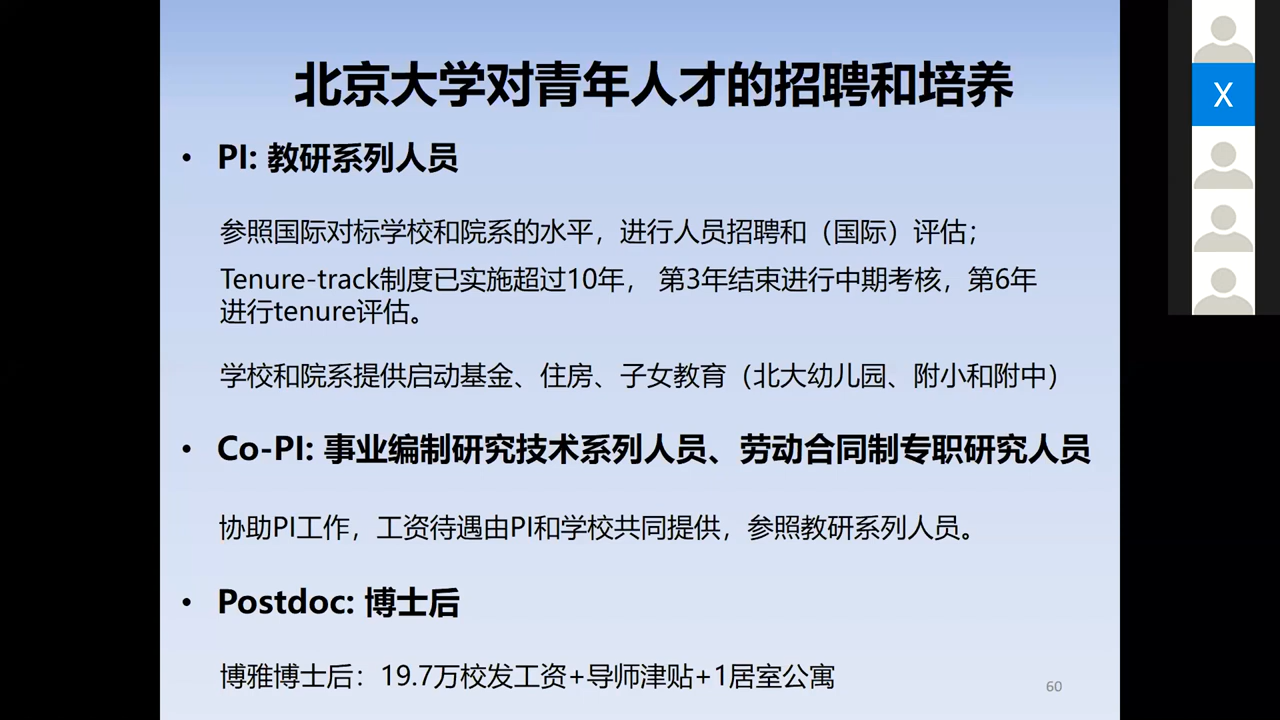 北京大学对青年人才的招聘和培养
• PI: 教研系列人员
参照国际对标学校和院系的水平，进行人员招聘和（国际）评估；
Tenure-track制度已实施超过10年， 第3年结束进行中期考核，第6年
进行tenure评估。
学校和院系提供启动基金、住房、子女教育（北大幼儿园、附小和附中）
• Co-PI: 事业编制研究技术系列人员、劳动合同制专职研究人员
协助PI工作，工资待遇由PI和学校共同提供，参照教研系列人员。
• Postdoc: 博士后
博雅博士后：19.7万校发工资+导师津贴+1居室公寓
60
X